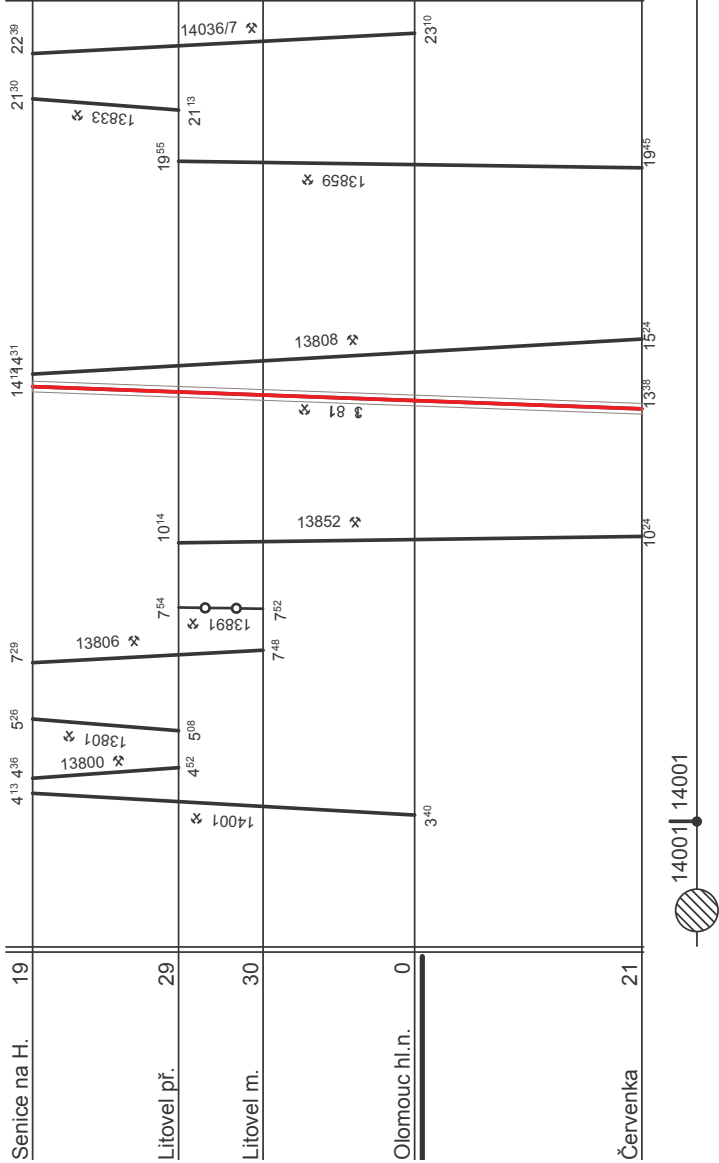 Senice na H. 19
4¹³ 4³⁶ 5²⁶ 7²⁹ 14¹⁴ 14³¹ 21³⁰ 22³⁹
14001 ⚒
13800 ⚒
13801 ⚒
13806 ⚒
13891 ⚒
13852 ⚒
81 ⚒
13808 ⚒
13859 ⚒
13833 ⚒
14036/7 ⚒
Litovel př. 29
4⁵² 5⁰⁸ 7⁵⁴ 10¹⁴ 19⁵⁵ 21¹³
Litovel m. 30
7⁴⁸ 7⁵²
Olomouc hl.n. 0
3⁴⁰ 23¹⁰
Červenka 21
10²⁴ 13³⁸ 15²⁴ 19⁴⁵
14001 14001